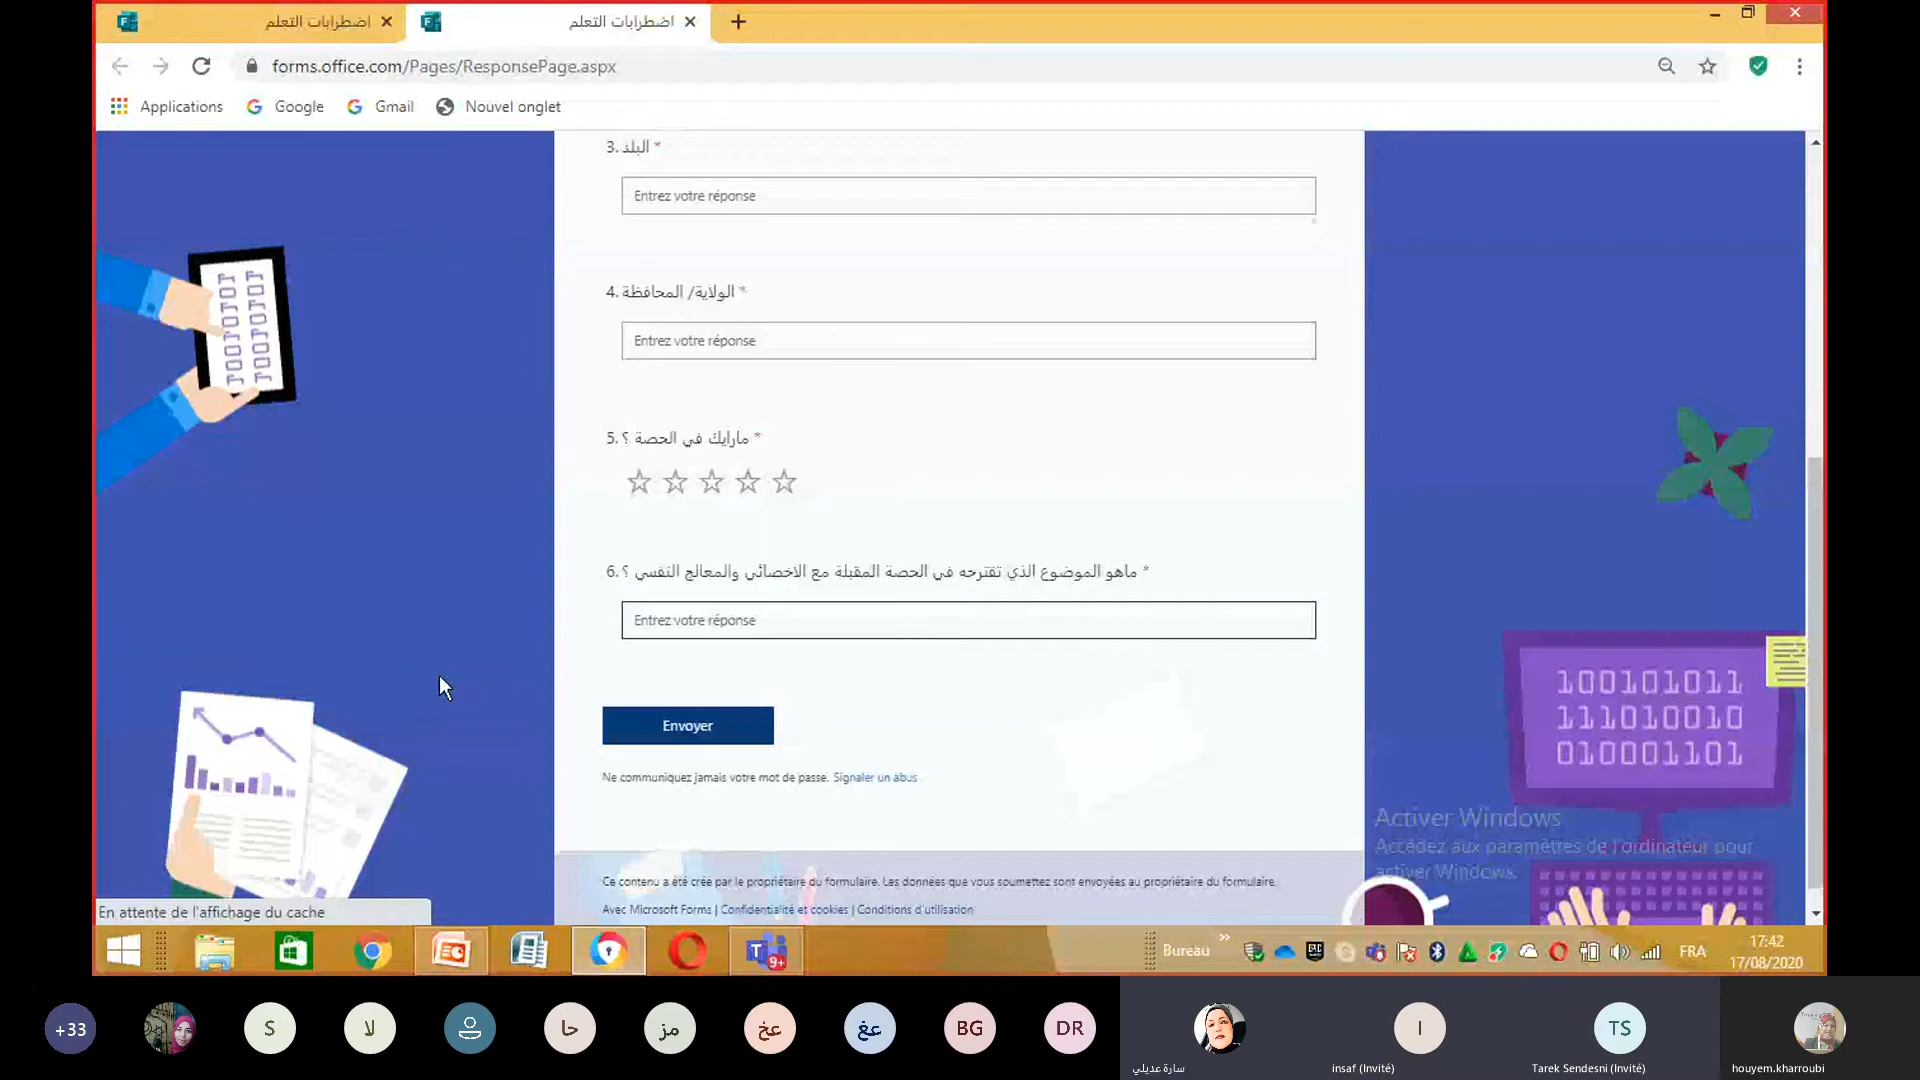 اضطرابات التعلم
اضطرابات التعلم
forms.office.com/Pages/ResponsePage.aspx
Applications Google Gmail Nouvel onglet
3. البلد *
Entrez votre réponse
4. الولاية/ المحافظة *
Entrez votre réponse
5. مارايك في الحصة ؟ *
6. ماهو الموضوع الذي تقترحه في الحصة المقبلة مع الاخصائي والمعالج النفسي ؟ *
Entrez votre réponse
Envoyer
Ne communiquez jamais votre mot de passe. Signaler un abus
100101011
111010010
010001101
Activer Windows
Accédez aux paramètres de l'ordinateur pour
activer Windows.
Ce contenu a été créé par le propriétaire du formulaire. Les données que vous soumettez sont envoyées au propriétaire du formulaire.
Avec Microsoft Forms | Confidentialité et cookies | Conditions d'utilisation
En attente de l'affichage du cache
9+
Bureau
FRA
17:42
17/08/2020
+33 S لا حا مز عخ عغ BG DR I TS
سارة عديلي insaf (Invité) Tarek Sendesni (Invité) houyem.kharroubi